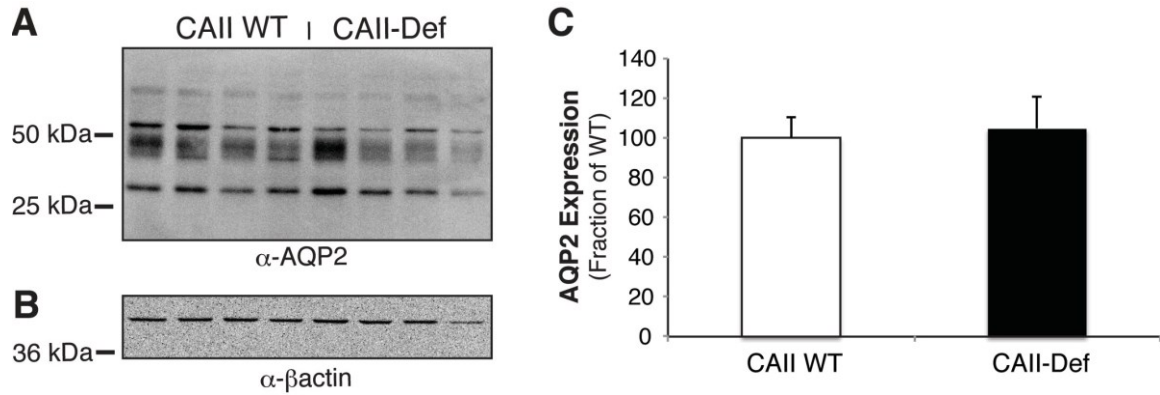 A
CAII WT | CAII-Def
50 kDa
25 kDa
α-AQP2
B
36 kDa
α-βactin
C
AQP2 Expression
(Fraction of WT)
140
120
100
80
60
40
20
0
CAII WT
CAII-Def